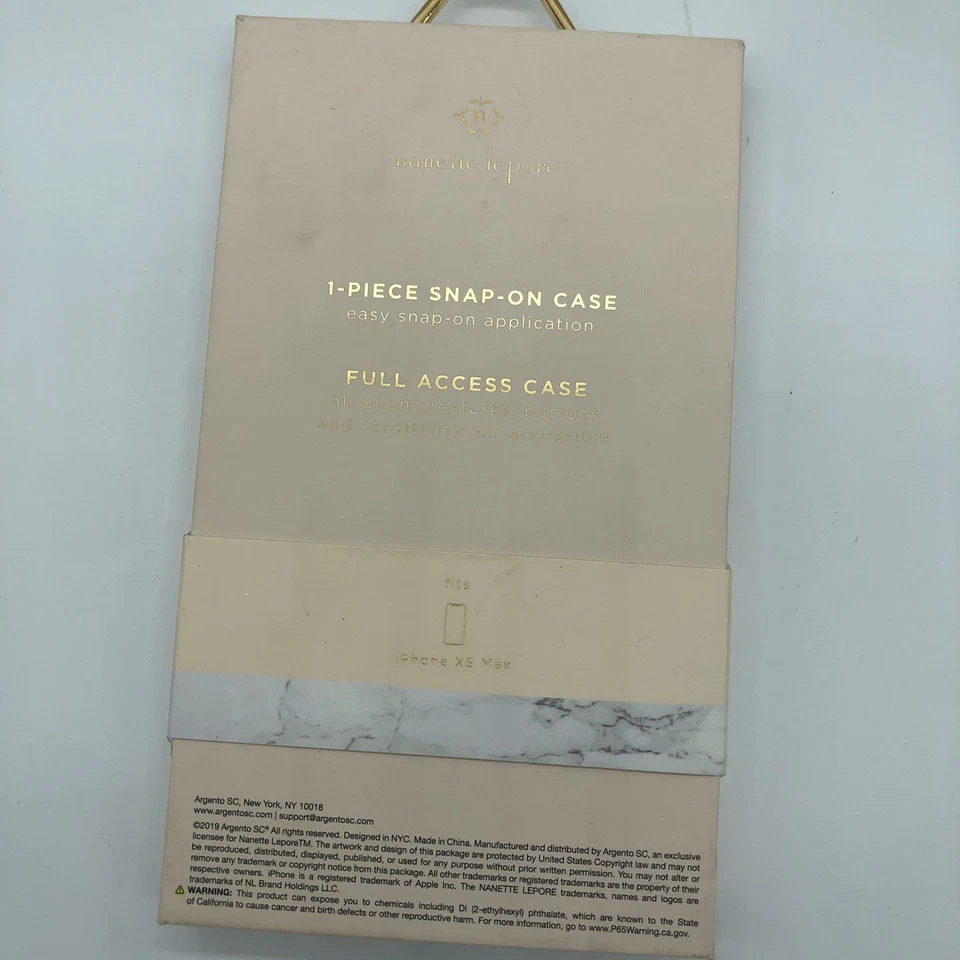 n
nanette lepore
1-PIECE SNAP-ON CASE
easy snap-on application
FULL ACCESS CASE
all phone features, buttons
and sensitivity are accessible
fits
iPhone XS Max
Argento SC, New York, NY 10018
www.argentosc.com | support@argentosc.com
©2019 Argento SC® All rights reserved. Designed in NYC. Made in China. Manufactured and distributed by Argento SC, an exclusive
licensee for Nanette LeporeTM. The artwork and design of this package are protected by United States Copyright law and may not
be reproduced, distributed, displayed, published, or used for any purpose without prior written permission. You may not alter or
remove any trademark or copyright notice from this package. All other trademarks or registered trademarks are the property of their
respective owners. iPhone is a registered trademark of Apple Inc. The NANETTE LEPORE trademarks, names and logos are
trademarks of NL Brand Holdings LLC.
WARNING: This product can expose you to chemicals including Di (2-ethylhexyl) phthalate, which are known to the State
of California to cause cancer and birth defects or other reproductive harm. For more information, go to www.P65Warning.ca.gov.